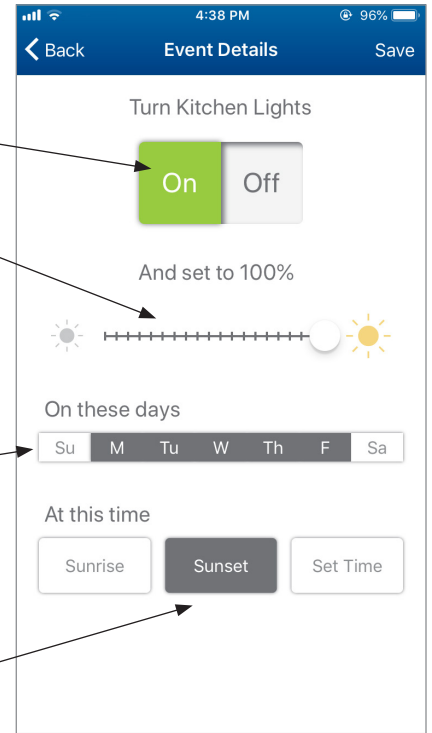 4:38 PM 96%
Back Event Details Save
Turn Kitchen Lights
On Off
And set to 100%
On these days
Su M Tu W Th F Sa
At this time
Sunrise Sunset Set Time